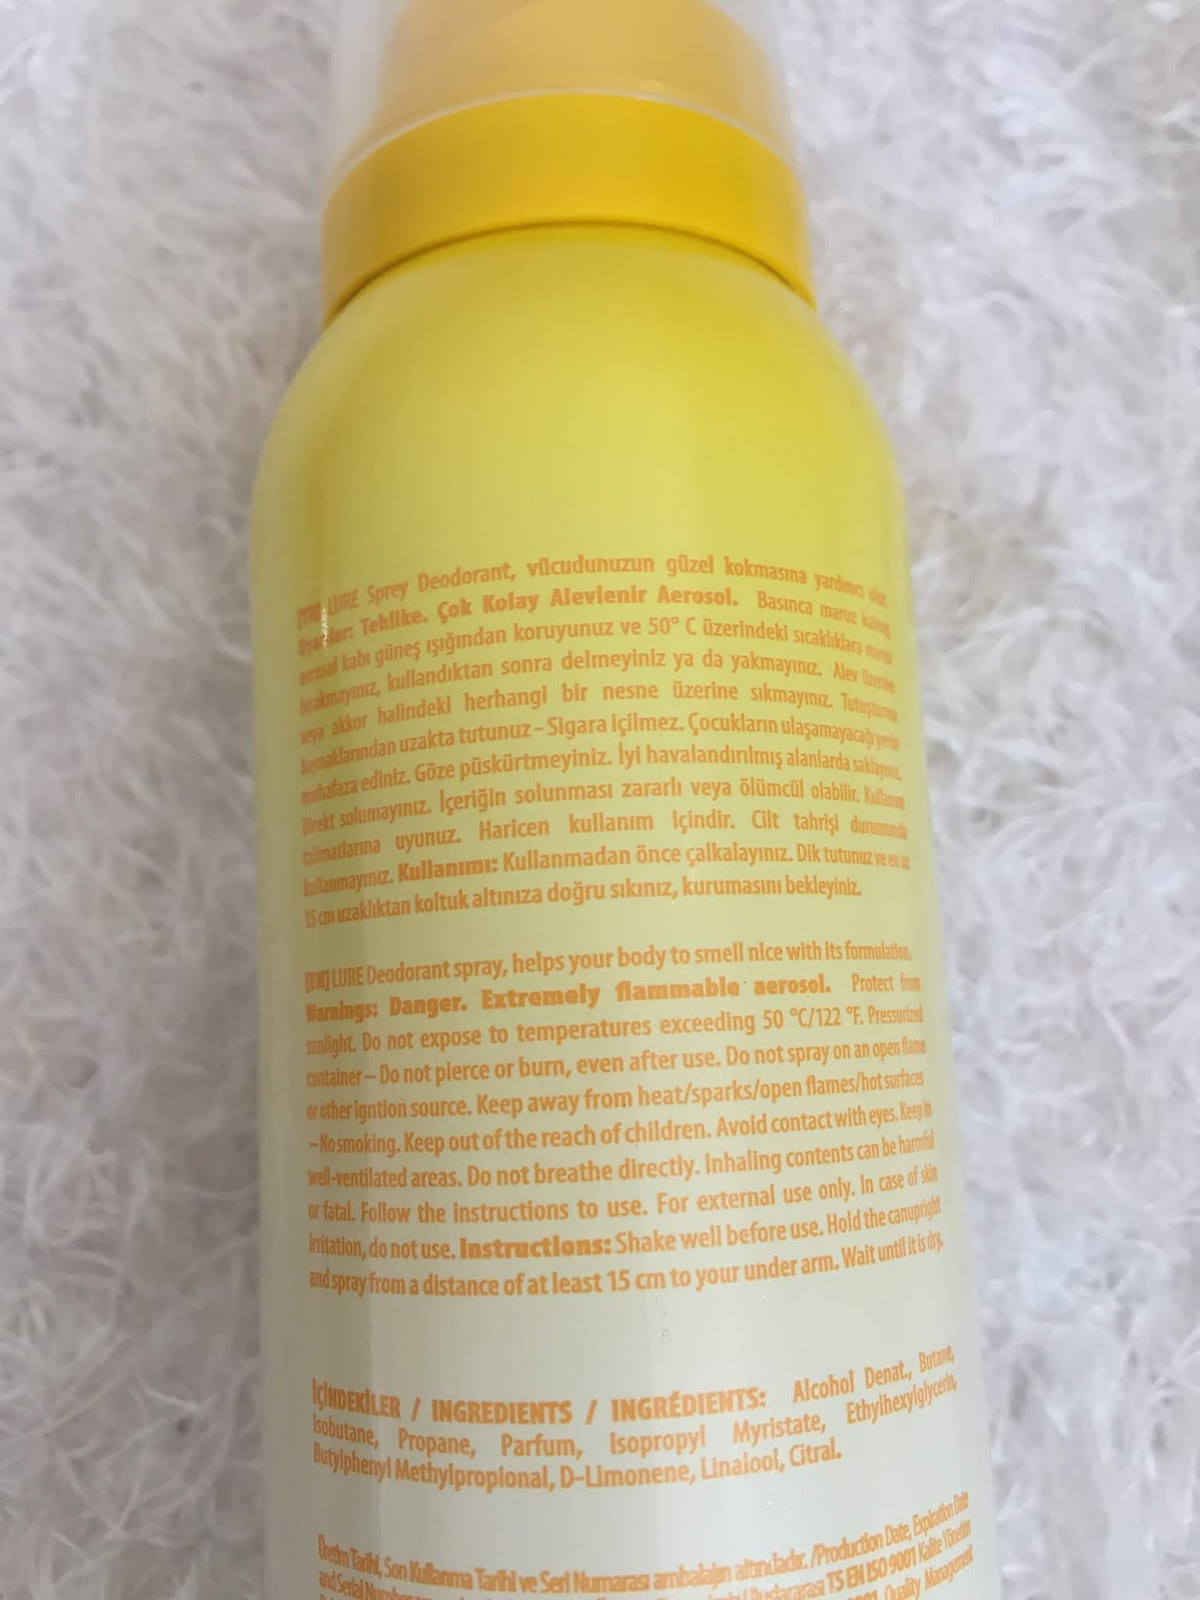 [TR] LURE Sprey Deodorant, vücudunuzun güzel kokmasına yardımcı olur.
Uyarılar: Tehlike. Çok Kolay Alevlenir Aerosol. Basınca maruz kalmış
aerosol kabı güneş ışığından koruyunuz ve 50° C üzerindeki sıcaklıklara maruz
bırakmayınız, kullandıktan sonra delmeyiniz ya da yakmayınız. Alev üzerine
veya akkor halindeki herhangi bir nesne üzerine sıkmayınız. Tutuşturma
kaynaklarından uzakta tutunuz – Sigara içilmez. Çocukların ulaşamayacağı yerde
muhafaza ediniz. Göze püskürtmeyiniz. İyi havalandırılmış alanlarda saklayınız.
Direkt solumayınız. İçeriğin solunması zararlı veya ölümcül olabilir. Kullanım
talimatlarına uyunuz. Haricen kullanım içindir. Cilt tahrişi durumunda
kullanmayınız. Kullanımı: Kullanmadan önce çalkalayınız. Dik tutunuz ve en az
15 cm uzaklıktan koltuk altınıza doğru sıkınız, kurumasını bekleyiniz.
[EN] LURE Deodorant spray, helps your body to smell nice with its formulation.
Warnings: Danger. Extremely flammable aerosol. Protect from
sunlight. Do not expose to temperatures exceeding 50 °C/122 °F. Pressurized
container – Do not pierce or burn, even after use. Do not spray on an open flame
or other igntion source. Keep away from heat/sparks/open flames/hot surfaces
– No smoking. Keep out of the reach of children. Avoid contact with eyes. Keep in
well-ventilated areas. Do not breathe directly. Inhaling contents can be harmful
or fatal. Follow the instructions to use. For external use only. In case of skin
irritation, do not use. Instructions: Shake well before use. Hold the canupright
and spray from a distance of at least 15 cm to your under arm. Wait until it is dry.
İÇİNDEKİLER / INGREDIENTS / INGRÉDIENTS: Alcohol Denat., Butane,
Isobutane, Propane, Parfum, Isopropyl Myristate, Ethylhexylglycerin,
Butylphenyl Methylpropional, D-Limonene, Linalool, Citral.
Üretim Tarihi, Son Kullanma Tarihi ve Seri Numarası ambalajın altındadır. /Production Date, Expiration Date
and Serial Uluslararası TS EN ISO 9001 Kalite Yönetim
Quality Management